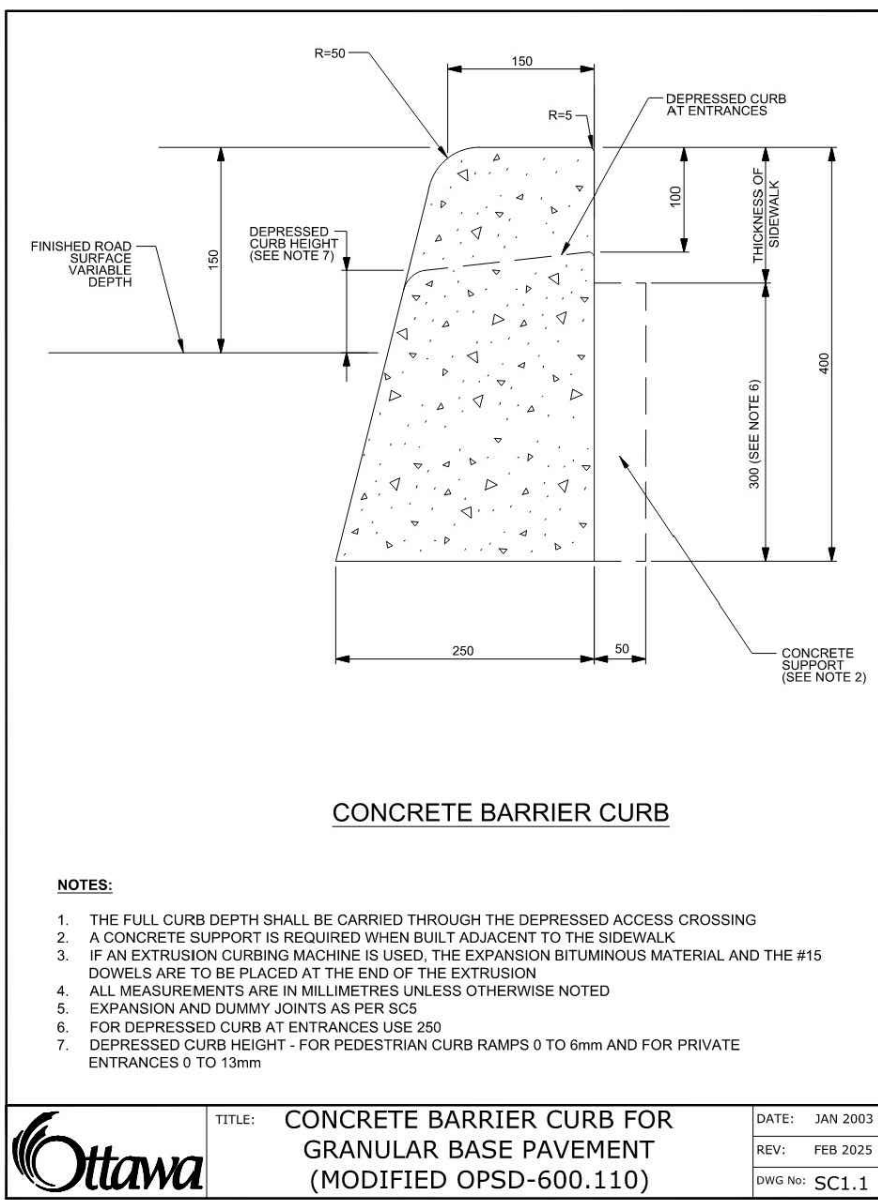 R=50
150
R=5
DEPRESSED CURB
AT ENTRANCES
FINISHED ROAD
SURFACE
VARIABLE
DEPTH
150
DEPRESSED
CURB HEIGHT
(SEE NOTE 7)
100
THICKNESS OF
SIDEWALK
300 (SEE NOTE 6)
400
250
50
CONCRETE
SUPPORT
(SEE NOTE 2)
CONCRETE BARRIER CURB
NOTES:
1. THE FULL CURB DEPTH SHALL BE CARRIED THROUGH THE DEPRESSED ACCESS CROSSING
2. A CONCRETE SUPPORT IS REQUIRED WHEN BUILT ADJACENT TO THE SIDEWALK
3. IF AN EXTRUSION CURBING MACHINE IS USED, THE EXPANSION BITUMINOUS MATERIAL AND THE #15
DOWELS ARE TO BE PLACED AT THE END OF THE EXTRUSION
4. ALL MEASUREMENTS ARE IN MILLIMETRES UNLESS OTHERWISE NOTED
5. EXPANSION AND DUMMY JOINTS AS PER SC5
6. FOR DEPRESSED CURB AT ENTRANCES USE 250
7. DEPRESSED CURB HEIGHT - FOR PEDESTRIAN CURB RAMPS 0 TO 6mm AND FOR PRIVATE
ENTRANCES 0 TO 13mm
Ottawa
TITLE: CONCRETE BARRIER CURB FOR
GRANULAR BASE PAVEMENT
(MODIFIED OPSD-600.110)
DATE: JAN 2003
REV: FEB 2025
DWG No: SC1.1